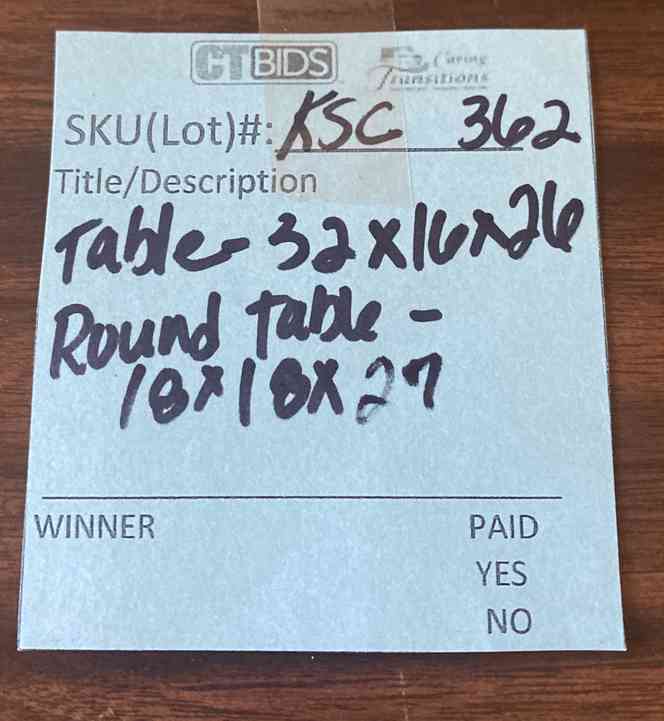 CTBIDS
Caring
Transitions
SKU(Lot)#: KSC 362
Title/Description
Table- 32x16x26
Round table -
18x18x27
WINNER PAID
YES
NO